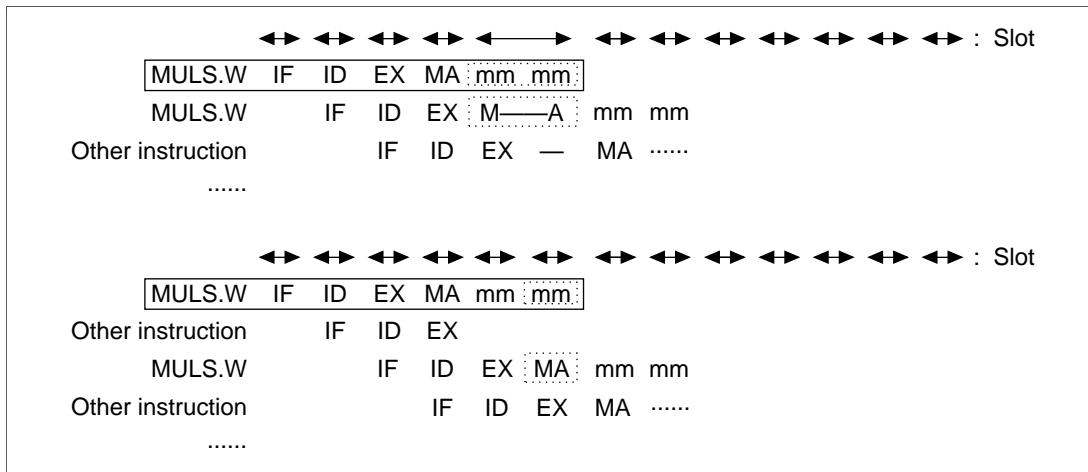 : Slot
MULS.W IF ID EX MA mm mm
MULS.W IF ID EX M——A mm mm
Other instruction IF ID EX — MA ······
······
: Slot
MULS.W IF ID EX MA mm mm
Other instruction IF ID EX
MULS.W IF ID EX MA mm mm
Other instruction IF ID EX MA ······
······